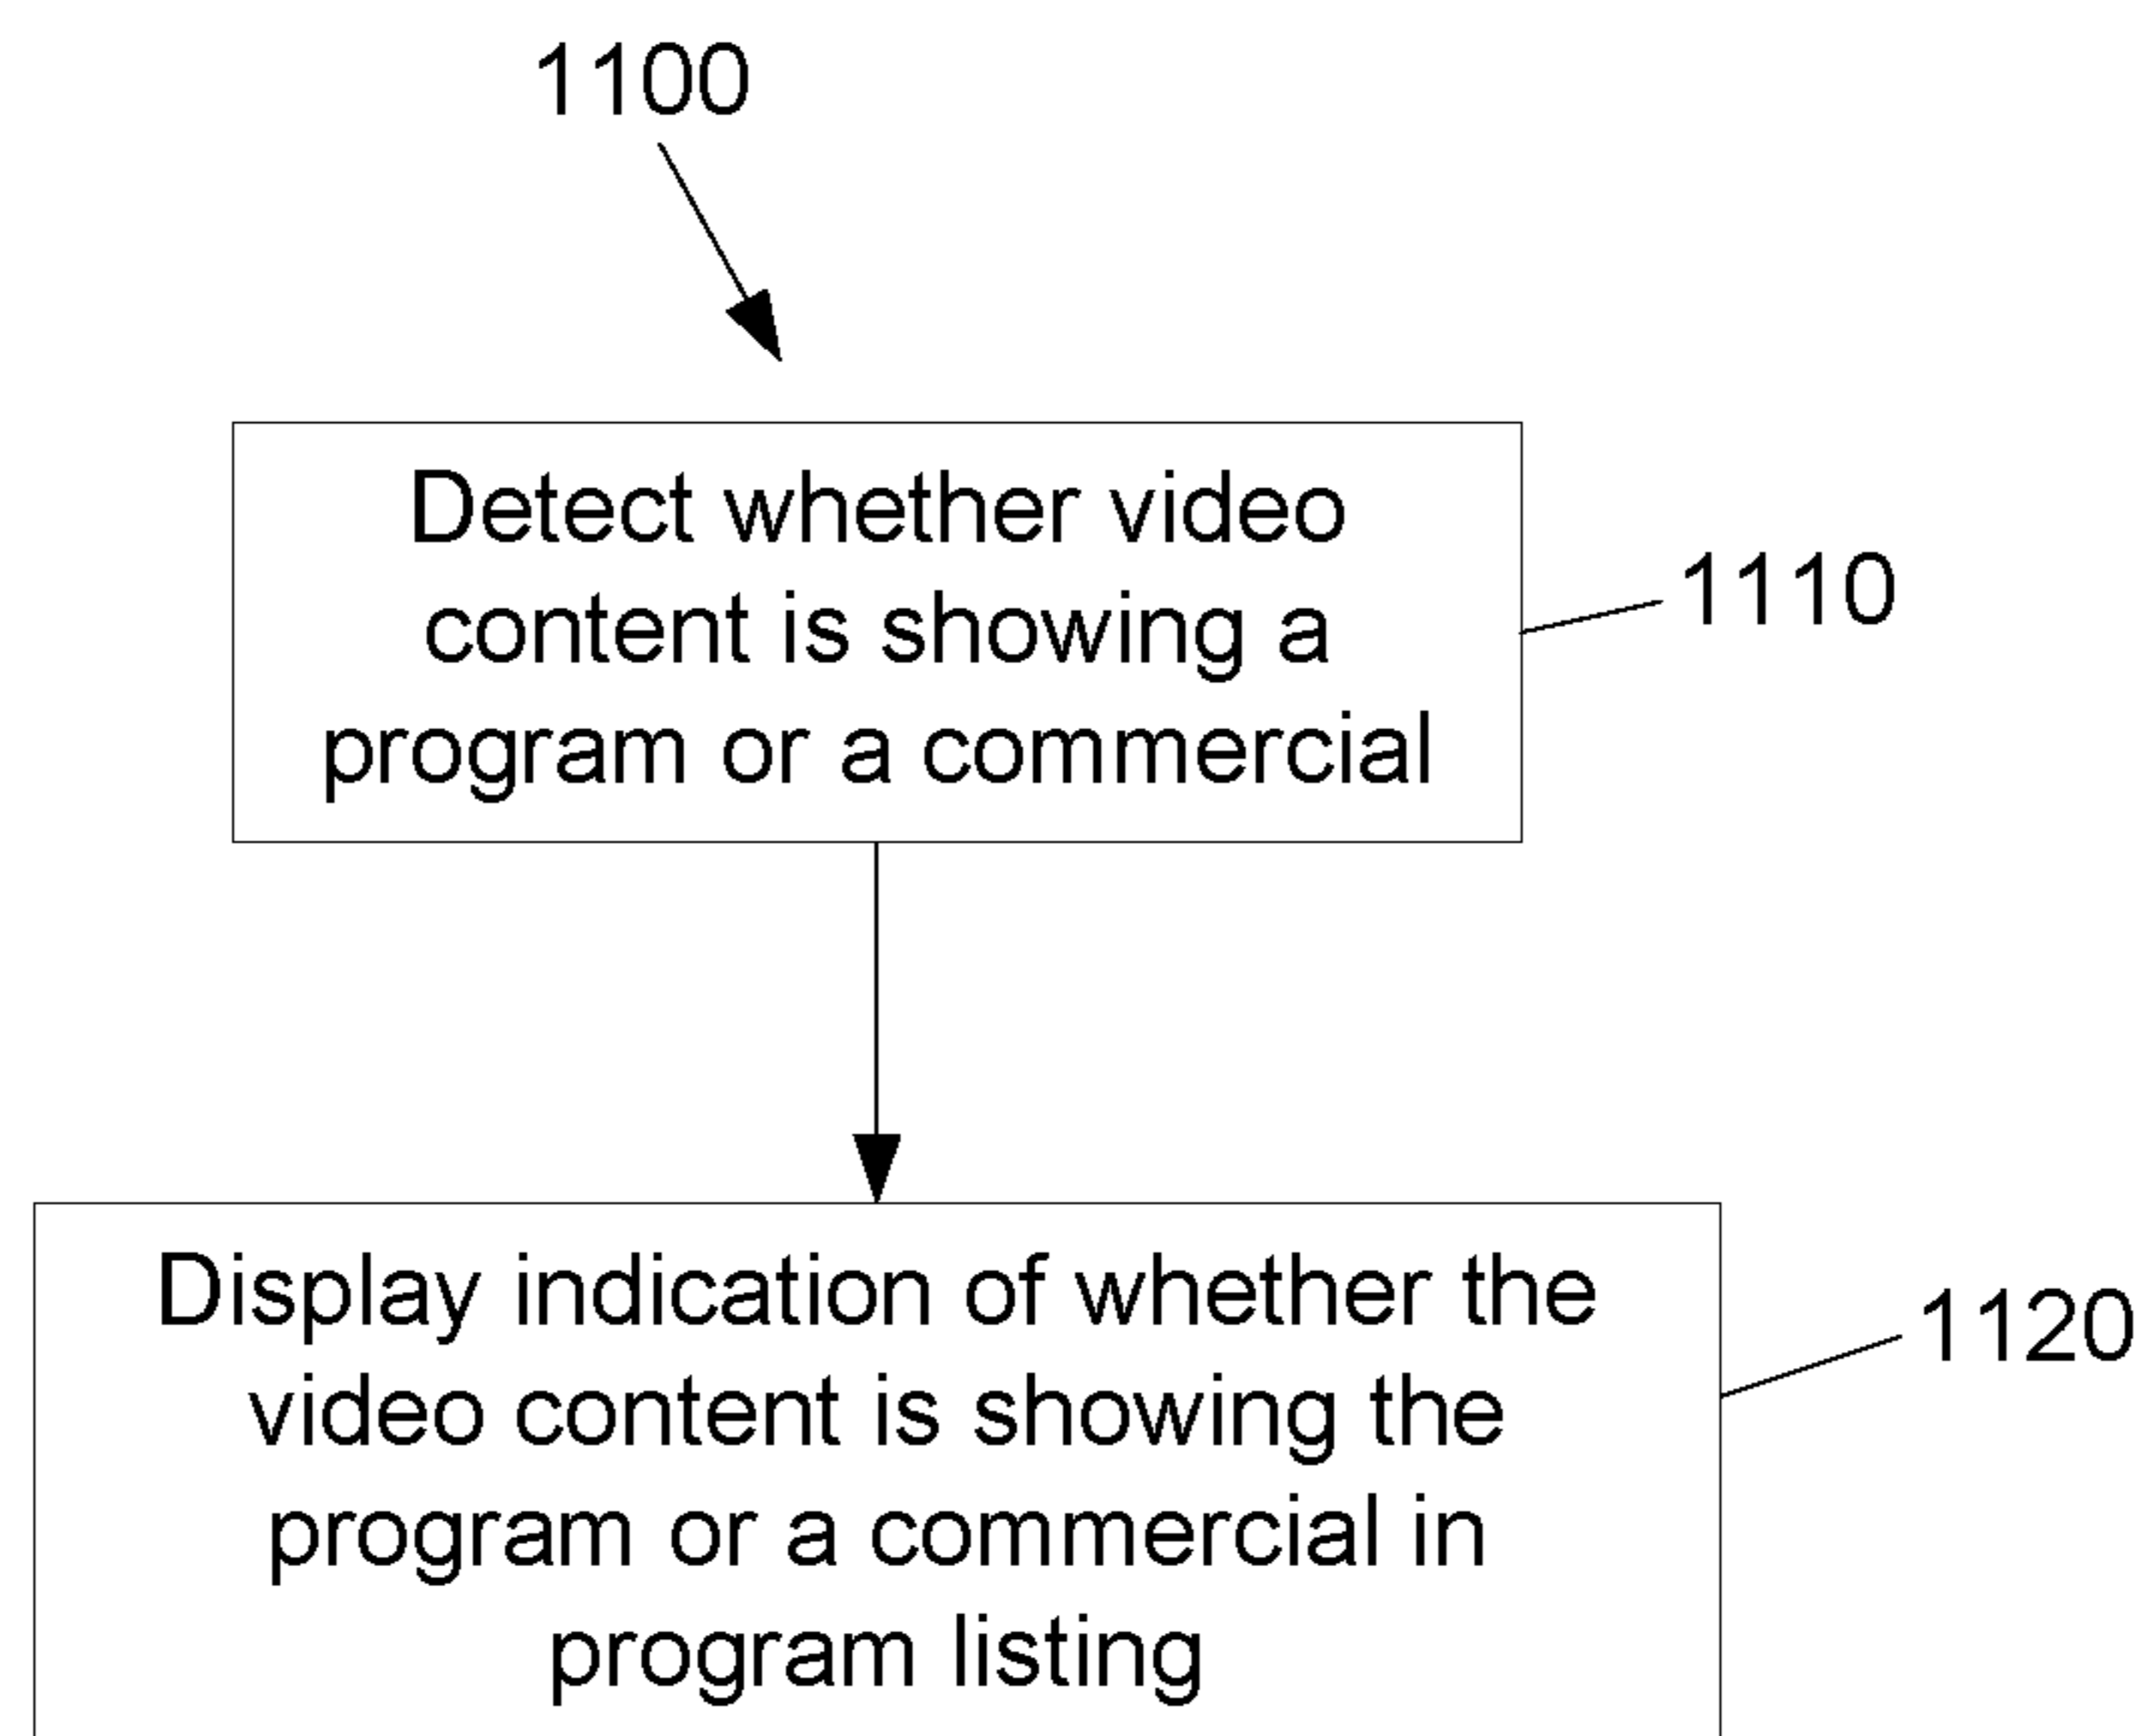 1100
Detect whether video
content is showing a
program or a commercial
1110
Display indication of whether the
video content is showing the
program or a commercial in
program listing
1120